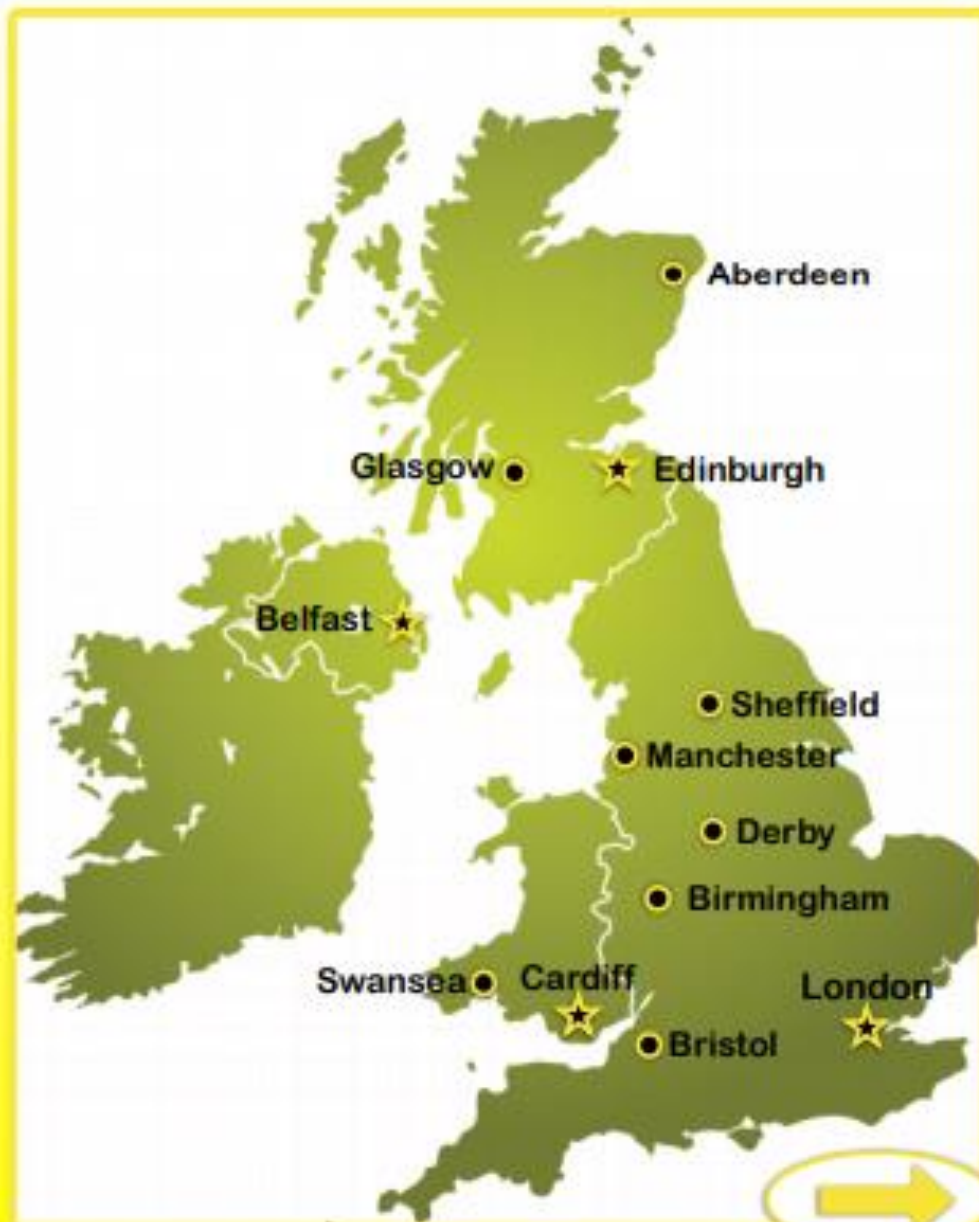 Aberdeen
Glasgow
Edinburgh
Belfast
Sheffield
Manchester
Derby
Birmingham
Swansea
Cardiff
London
Bristol